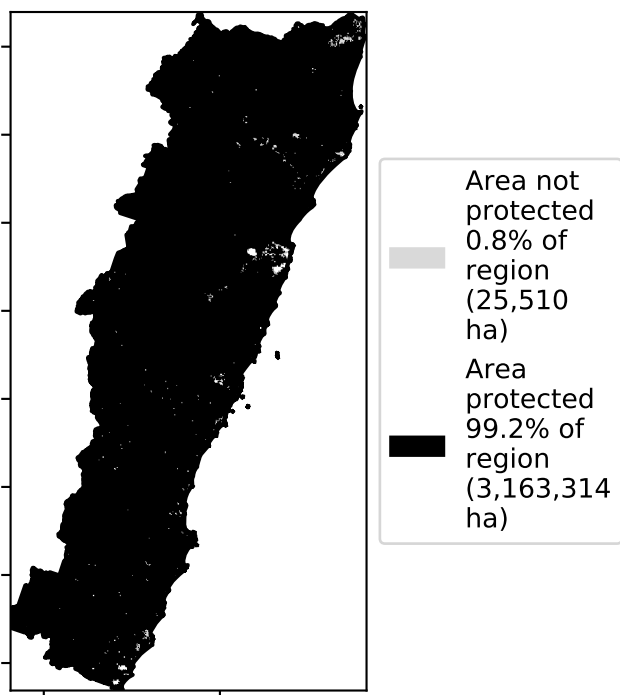 Area not
protected
0.8% of
region
(25,510
ha)
Area
protected
99.2% of
region
(3,163,314
ha)